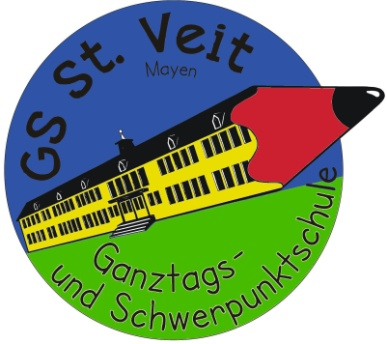 GS St. Veit
Mayen
Ganztags-
und Schwerpunktschule